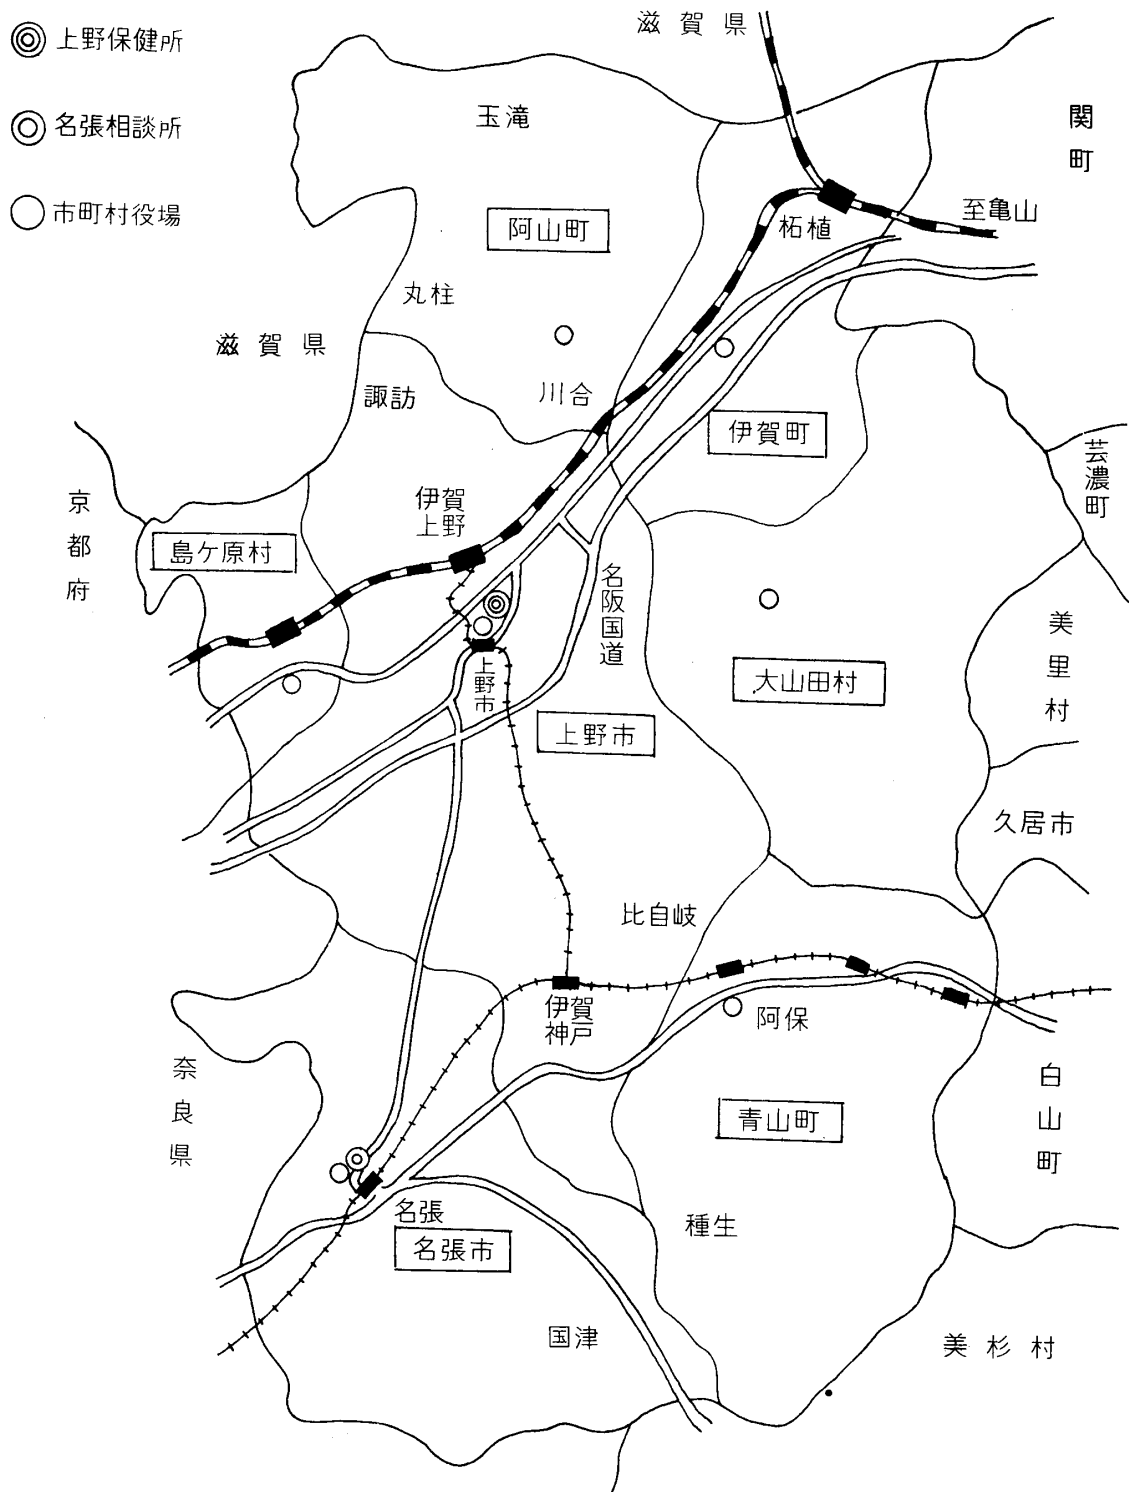 上野保健所
名張相談所
市町村役場
滋賀県
玉滝
関町
阿山町
柘植
至亀山
丸柱
滋賀県
諏訪
川合
伊賀町
芸濃町
京都府
伊賀
上野
島ケ原村
名阪国道
美里村
上野市
大山田村
上野市
久居市
比自岐
伊賀
神戸
阿保
奈良県
白山町
青山町
名張
種生
名張市
国津
美杉村